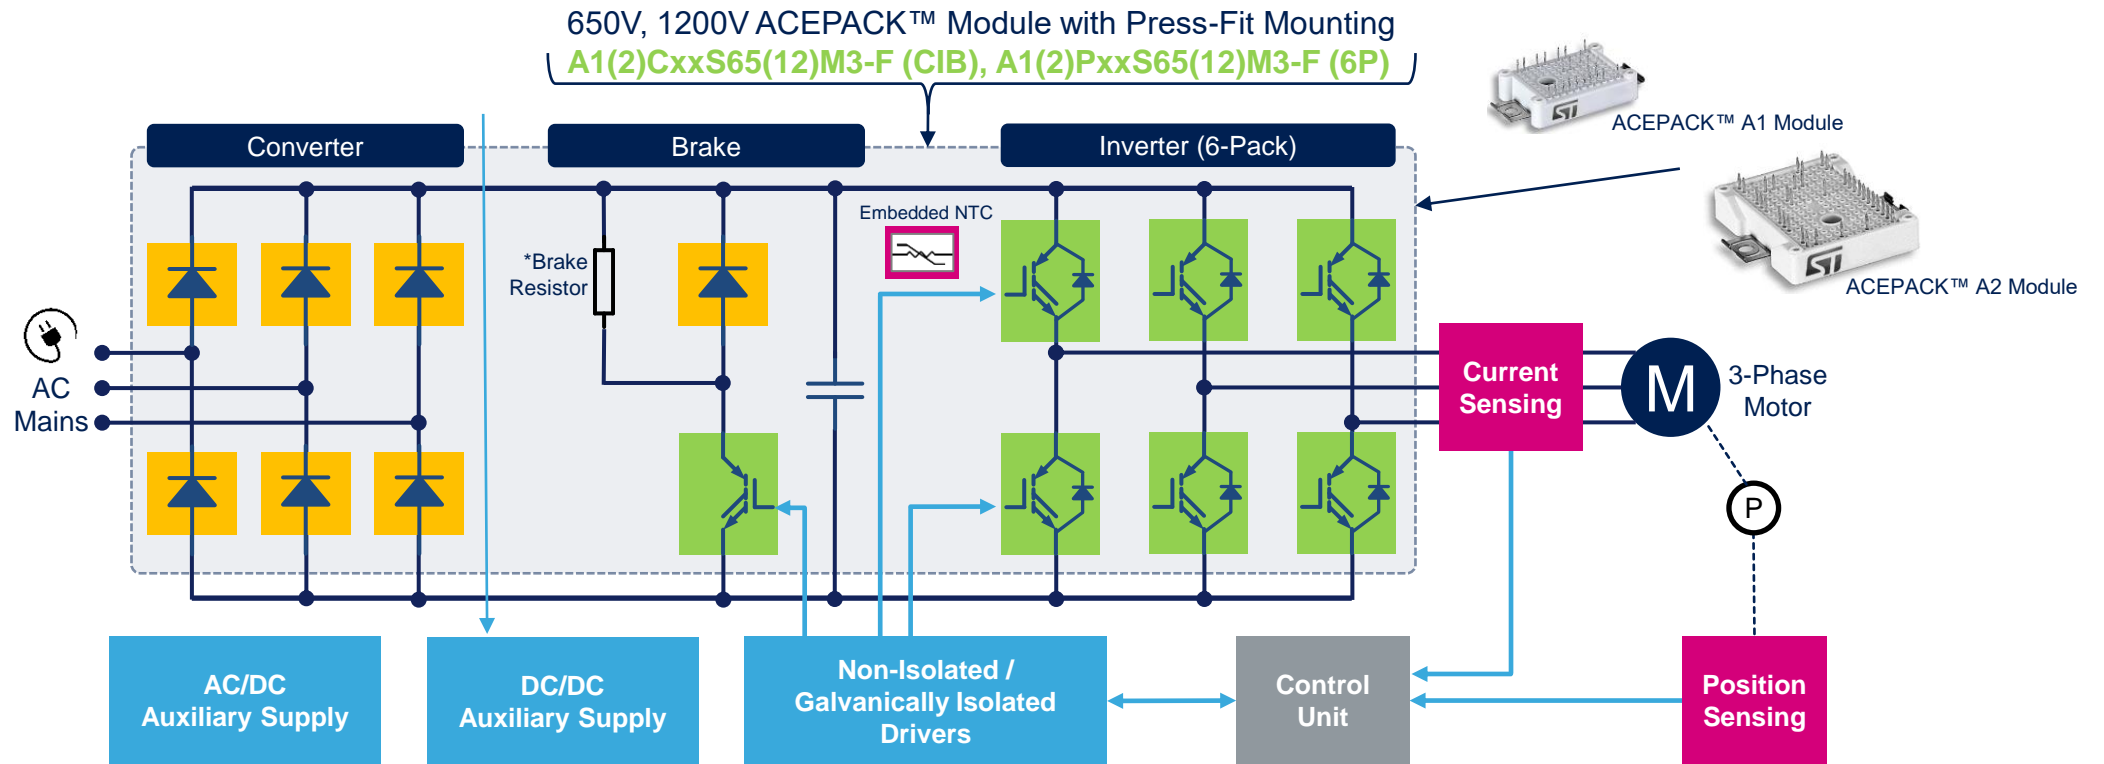 650V, 1200V ACEPACK™ Module with Press-Fit Mounting
A1(2)CxxS65(12)M3-F (CIB), A1(2)PxxS65(12)M3-F (6P)
ST
ACEPACK™ A1 Module
Converter
Brake
Inverter (6-Pack)
Embedded NTC
*Brake
Resistor
ST
ACEPACK™ A2 Module
AC
Mains
Current
Sensing
M
3-Phase
Motor
P
AC/DC
Auxiliary Supply
DC/DC
Auxiliary Supply
Non-Isolated /
Galvanically Isolated
Drivers
Control
Unit
Position
Sensing